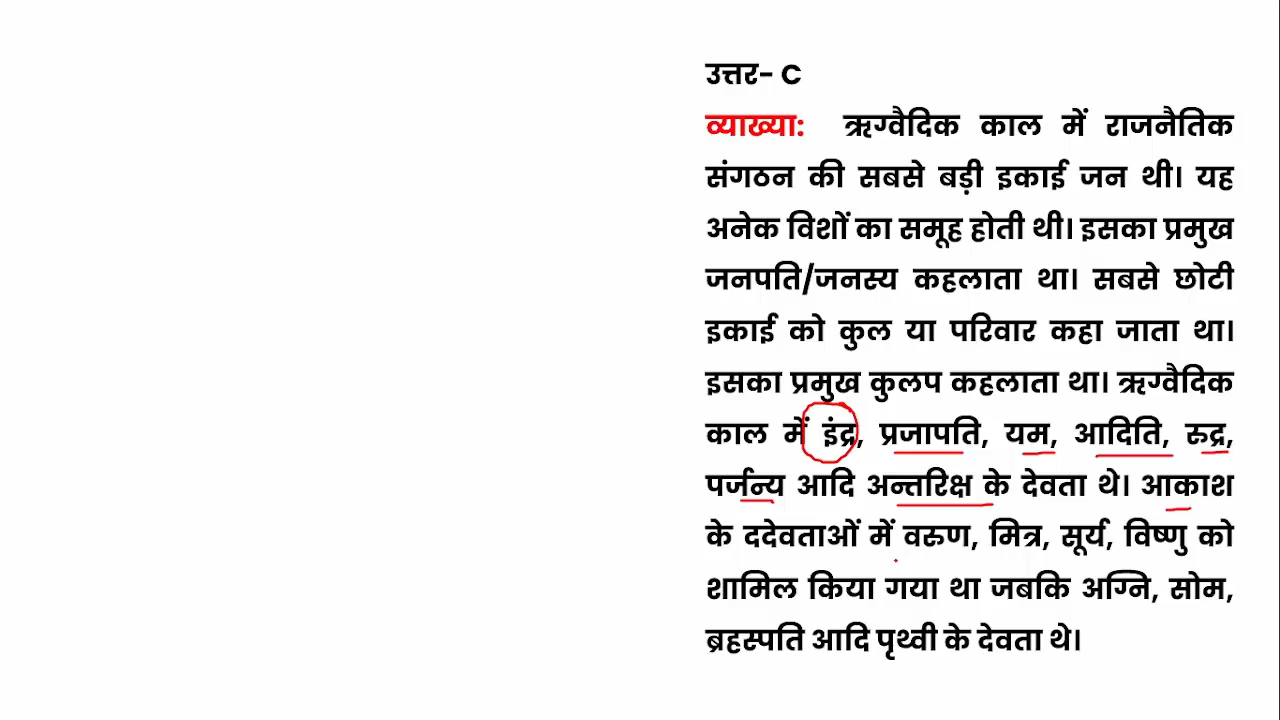 उत्तर- C
व्याख्या: ऋग्वैदिक काल में राजनैतिक
संगठन की सबसे बड़ी इकाई जन थी। यह
अनेक विशों का समूह होती थी। इसका प्रमुख
जनपति/जनस्य कहलाता था। सबसे छोटी
इकाई को कुल या परिवार कहा जाता था।
इसका प्रमुख कुलप कहलाता था। ऋग्वैदिक
काल में इंद्र, प्रजापति, यम, आदिति, रुद्र,
पर्जन्य आदि अन्तरिक्ष के देवता थे। आकाश
के ददेवताओं में वरुण, मित्र, सूर्य, विष्णु को
शामिल किया गया था जबकि अग्नि, सोम,
ब्रहस्पति आदि पृथ्वी के देवता थे।